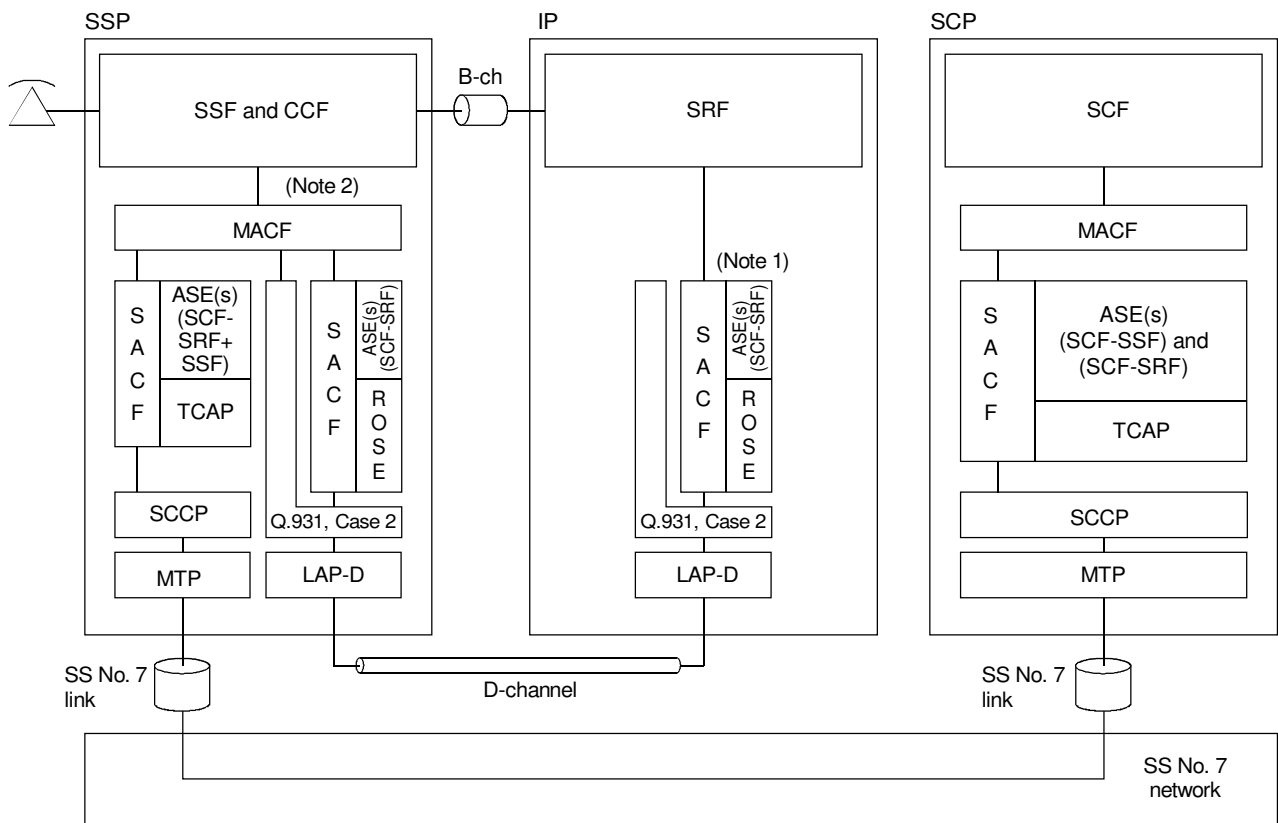 SSP
IP
SCP
SSF and CCF
B-ch
SRF
SCF
(Note 2)
MACF
MACF
(Note 1)
S
A
C
F
ASE(s)
(SCF-
SRF+
SSF)
TCAP
S
A
C
F
ASE(s)
(SCF-SRF)
R
O
S
E
S
A
C
F
ASE(s)
(SCF-SRF)
R
O
S
E
S
A
C
F
ASE(s)
(SCF-SSF) and
(SCF-SRF)
TCAP
SCCP
Q.931, Case 2
Q.931, Case 2
SCCP
MTP
LAP-D
LAP-D
MTP
SS No. 7
link
D-channel
SS No. 7
link
SS No. 7
network